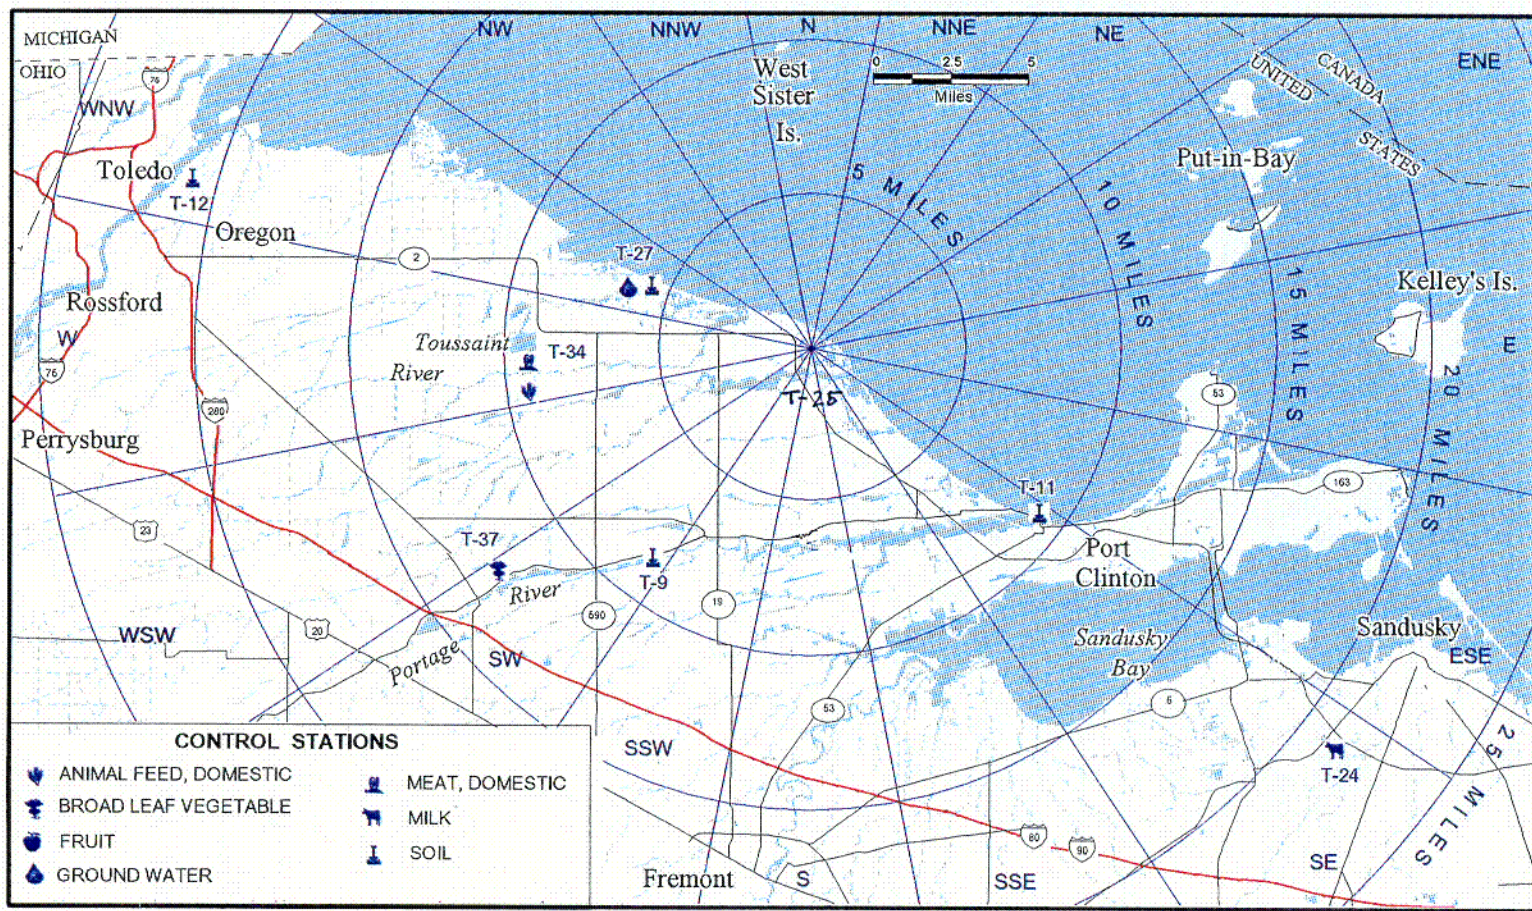 MICHIGAN
OHIO
NW
NNW
N
NNE
NE
ENE
WNW
West
Sister
Is.
0 2.5 5
Miles
CANADA
UNITED
STATES
Toledo
T-12
Oregon
2
75
5 MILES
10 MILES
Put-in-Bay
T-27
Rossford
W
75
Toussaint
River
T-34
T-25
15 MILES
Kelley's Is.
E
20 MILES
53
280
Perrysburg
23
T-37
T-9
River
Portage
590
19
T-11
163
Port
Clinton
Sandusky
Bay
Sandusky
ESE
WSW
20
SW
SSW
53
6
T-24
25 MILES
80
90
SE
Fremont
S
SSE
CONTROL STATIONS
ANIMAL FEED, DOMESTIC
BROAD LEAF VEGETABLE
FRUIT
GROUND WATER
MEAT, DOMESTIC
MILK
SOIL